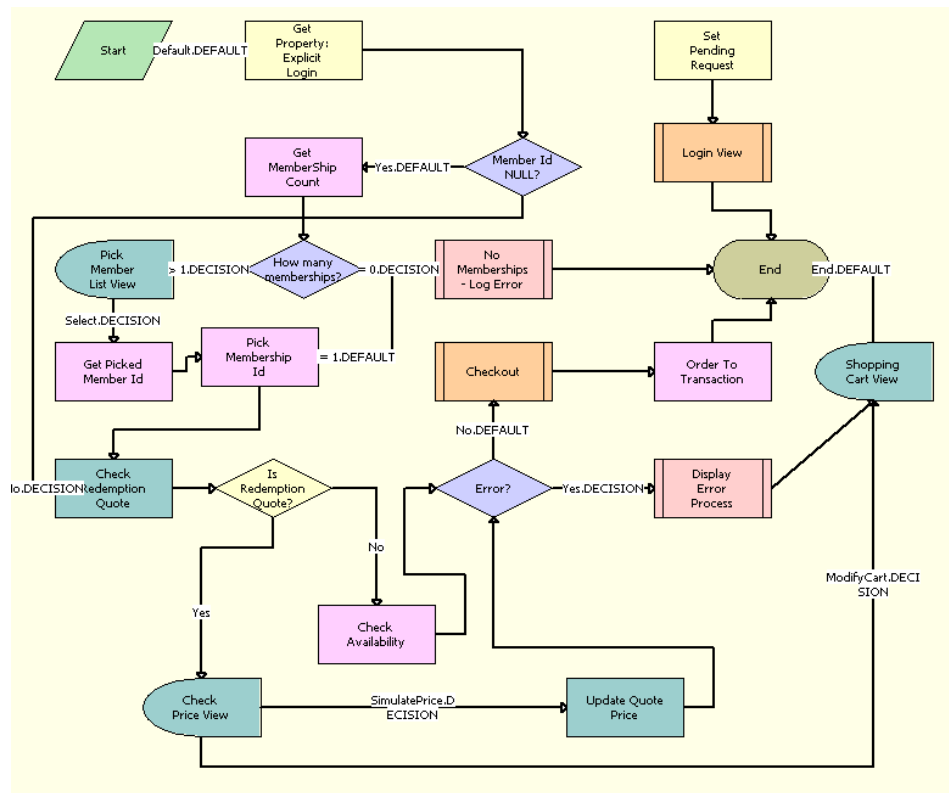 Start
Default.DEFAULT
Get
Property:
Explicit
Login
Set
Pending
Request
Get
MemberShip
Count
Yes.DEFAULT
Member Id
NULL?
Login View
Pick
Member
List View
> 1.DECISION
How many
memberships?
= 0.DECISION
No
Memberships
- Log Error
End
End.DEFAULT
Select.DECISION
Get Picked
Member Id
Pick
Membership
Id
= 1.DEFAULT
Checkout
Order To
Transaction
Shopping
Cart View
No.DEFAULT
lo.DECISION
Check
Redemption
Quote
Is
Redemption
Quote?
Error?
Yes.DECISION
Display
Error
Process
No
ModifyCart.DECI
SION
Yes
Check
Availability
Check
Price View
SimulatePrice.D
ECISION
Update Quote
Price